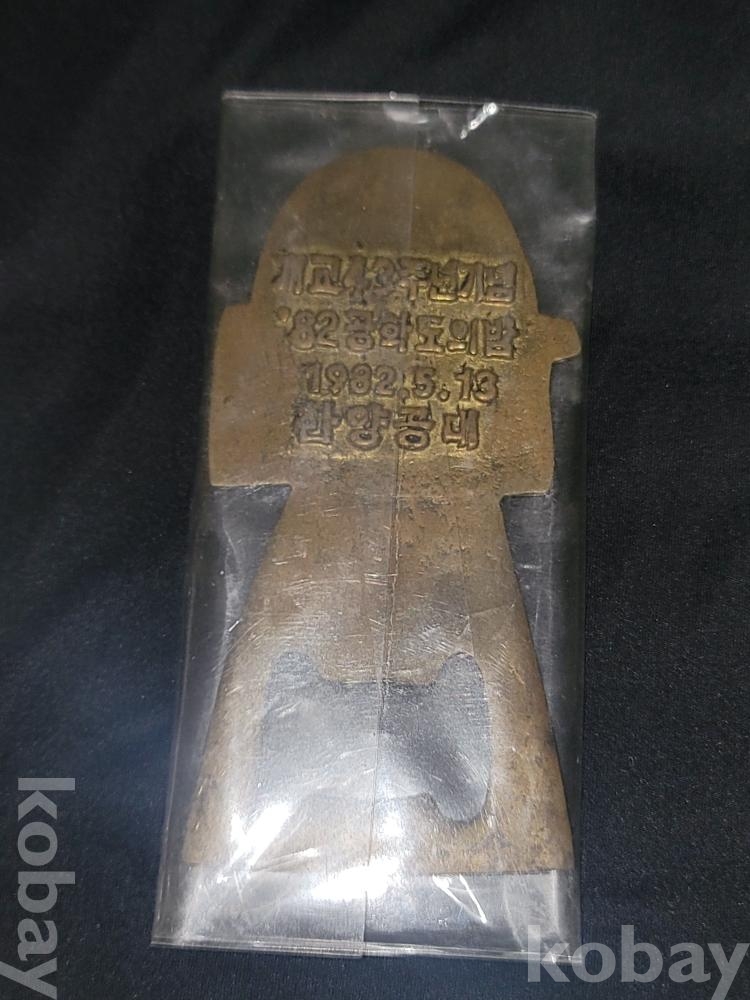 개교43주년기념
'82공학도의밤
1982.5.13
한양공대
kobay
kobay